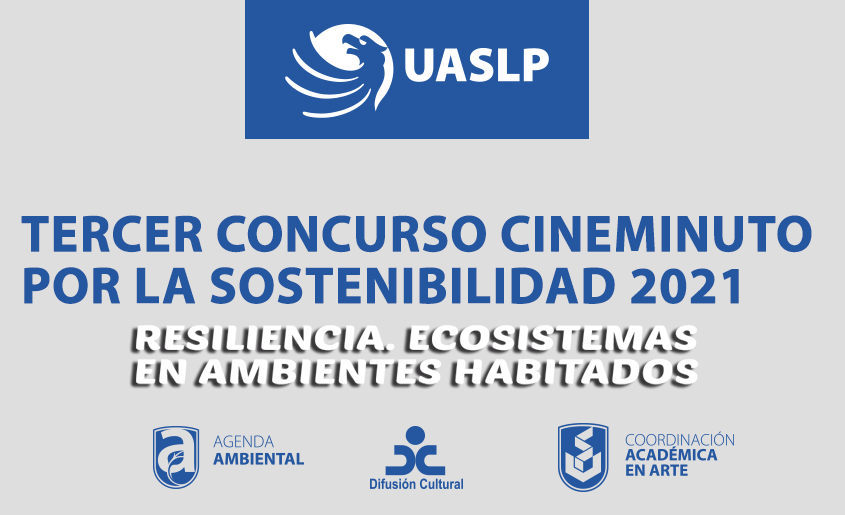 UASLP
TERCER CONCURSO CINEMINUTO
POR LA SOSTENIBILIDAD 2021
RESILIENCIA. ECOSISTEMAS
EN AMBIENTES HABITADOS
AGENDA
AMBIENTAL
Difusión Cultural
COORDINACIÓN
ACADÉMICA
EN ARTE